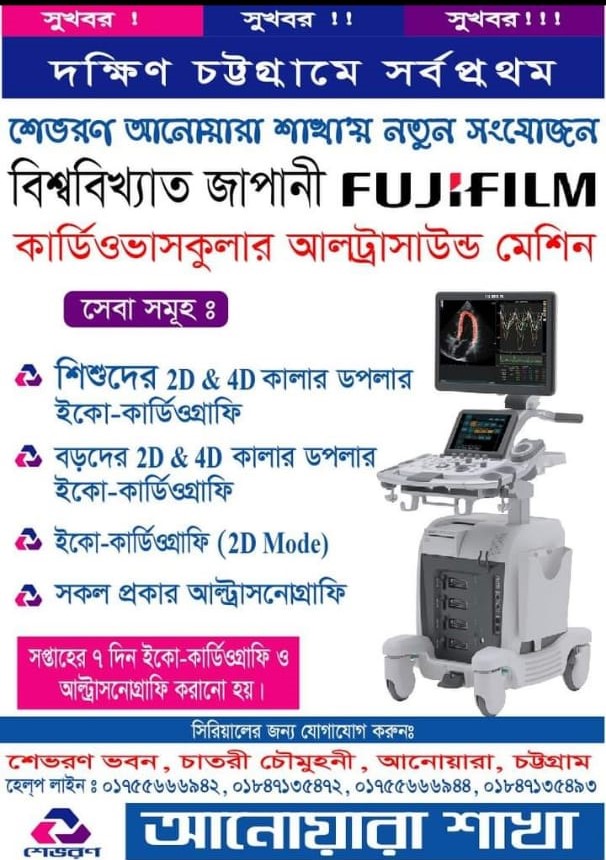 সুখবর ! সুখবর !! সুখবর!!!
দক্ষিণ চট্টগ্রামে সর্বপ্রথম
শেভরণ আনোয়ারা শাখায় নতুন সংযোজন
বিশ্ববিখ্যাত জাপানী FUJIFILM
কার্ডিওভাসকুলার আলট্রাসাউন্ড মেশিন
সেবা সমূহ ঃ
শিশুদের 2D & 4D কালার ডপলার
ইকো-কার্ডিওগ্রাফি
বড়দের 2D & 4D কালার ডপলার
ইকো-কার্ডিওগ্রাফি
ইকো-কার্ডিওগ্রাফি (2D Mode)
সকল প্রকার আল্ট্রাসনোগ্রাফি
সপ্তাহের ৭ দিন ইকো-কার্ডিওগ্রাফি ও
আল্ট্রাসনোগ্রাফি করানো হয়।
সিরিয়ালের জন্য যোগাযোগ করুনঃ
শেভরণ ভবন, চাতরী চৌমুহনী, আনোয়ারা, চট্টগ্রাম
হেল্প লাইন ঃ ০১৭৫৫৬৬৬৯৪২, ০১৮৪৭১৩৫৪৭২, ০১৭৫৫৬৬৬৯৪৪, ০১৮৪৭১৩৫৪৯৩
শেভরণ
আনোয়ারা শাখা